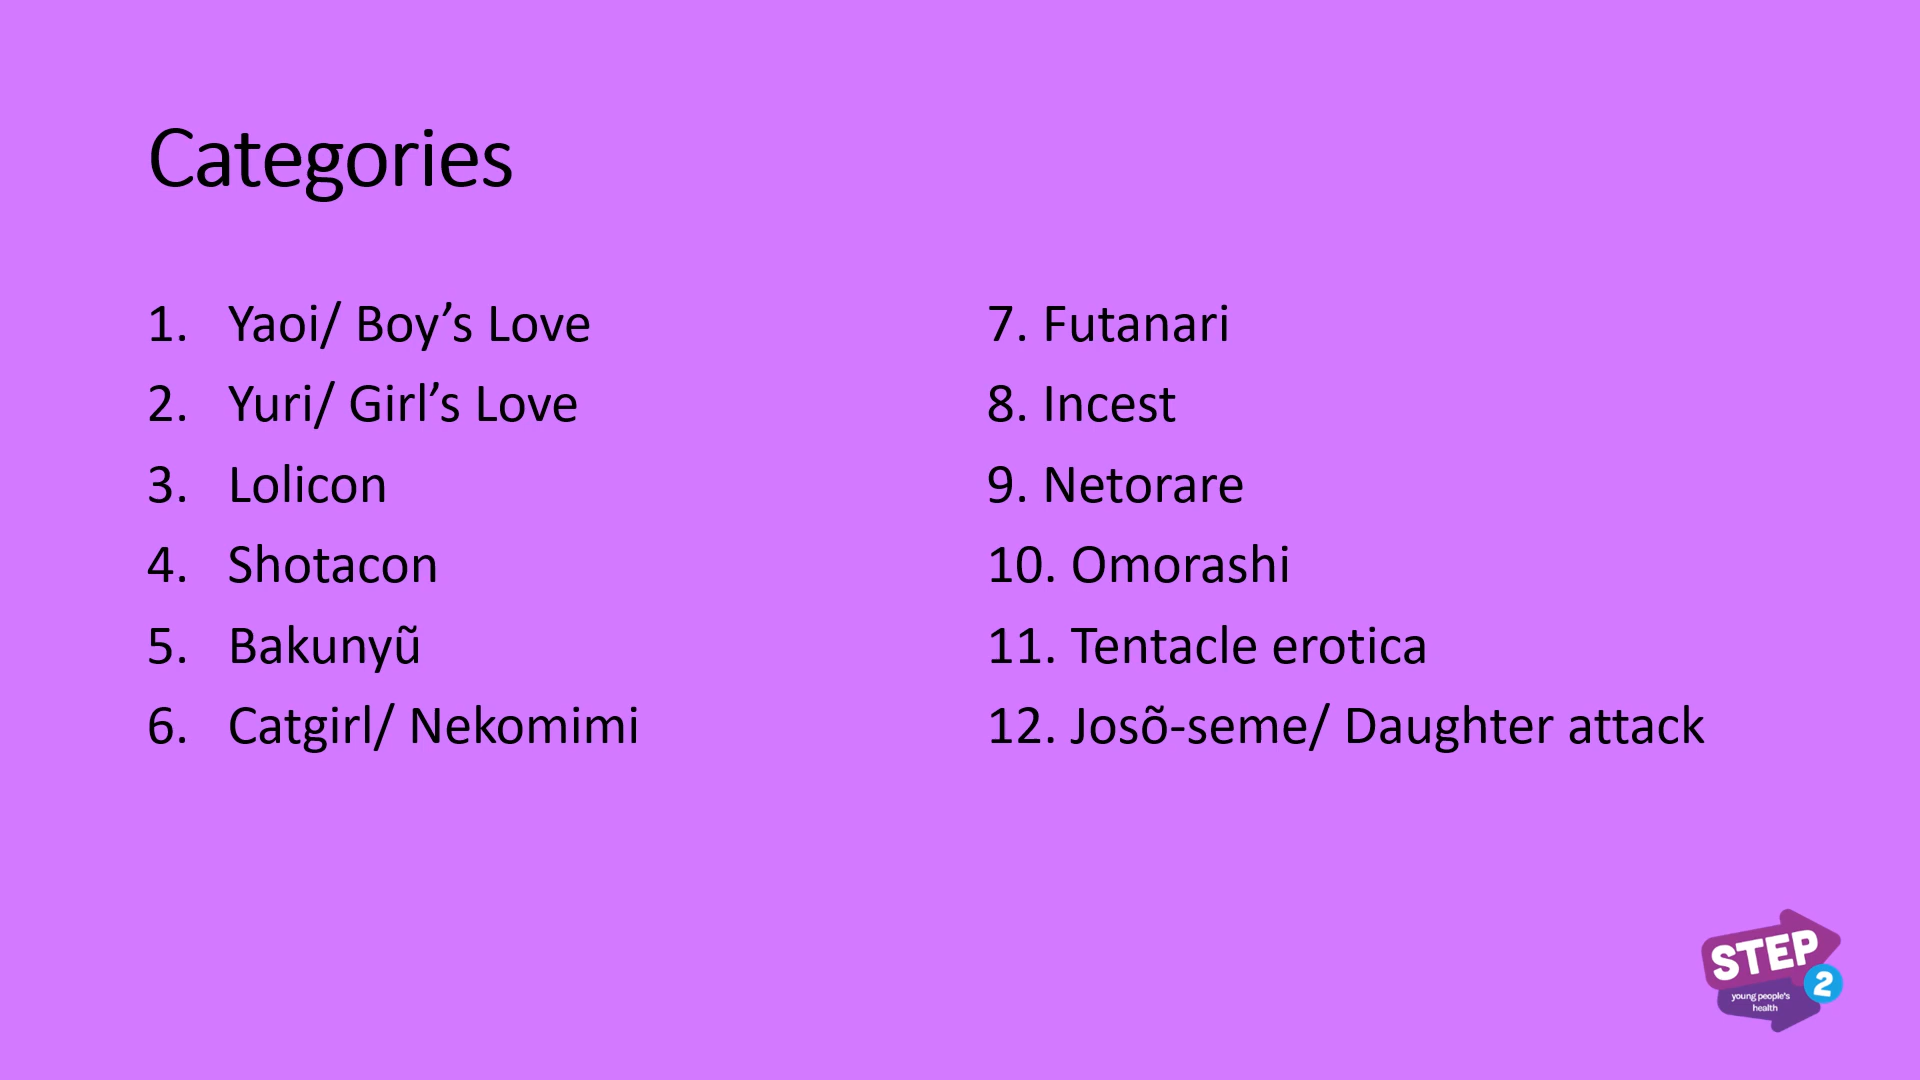 Categories
1. Yaoi/ Boy’s Love
2. Yuri/ Girl’s Love
3. Lolicon
4. Shotacon
5. Bakunyũ
6. Catgirl/ Nekomimi
7. Futanari
8. Incest
9. Netorare
10. Omorashi
11. Tentacle erotica
12. Josõ-seme/ Daughter attack
STEP
2
young people's
health